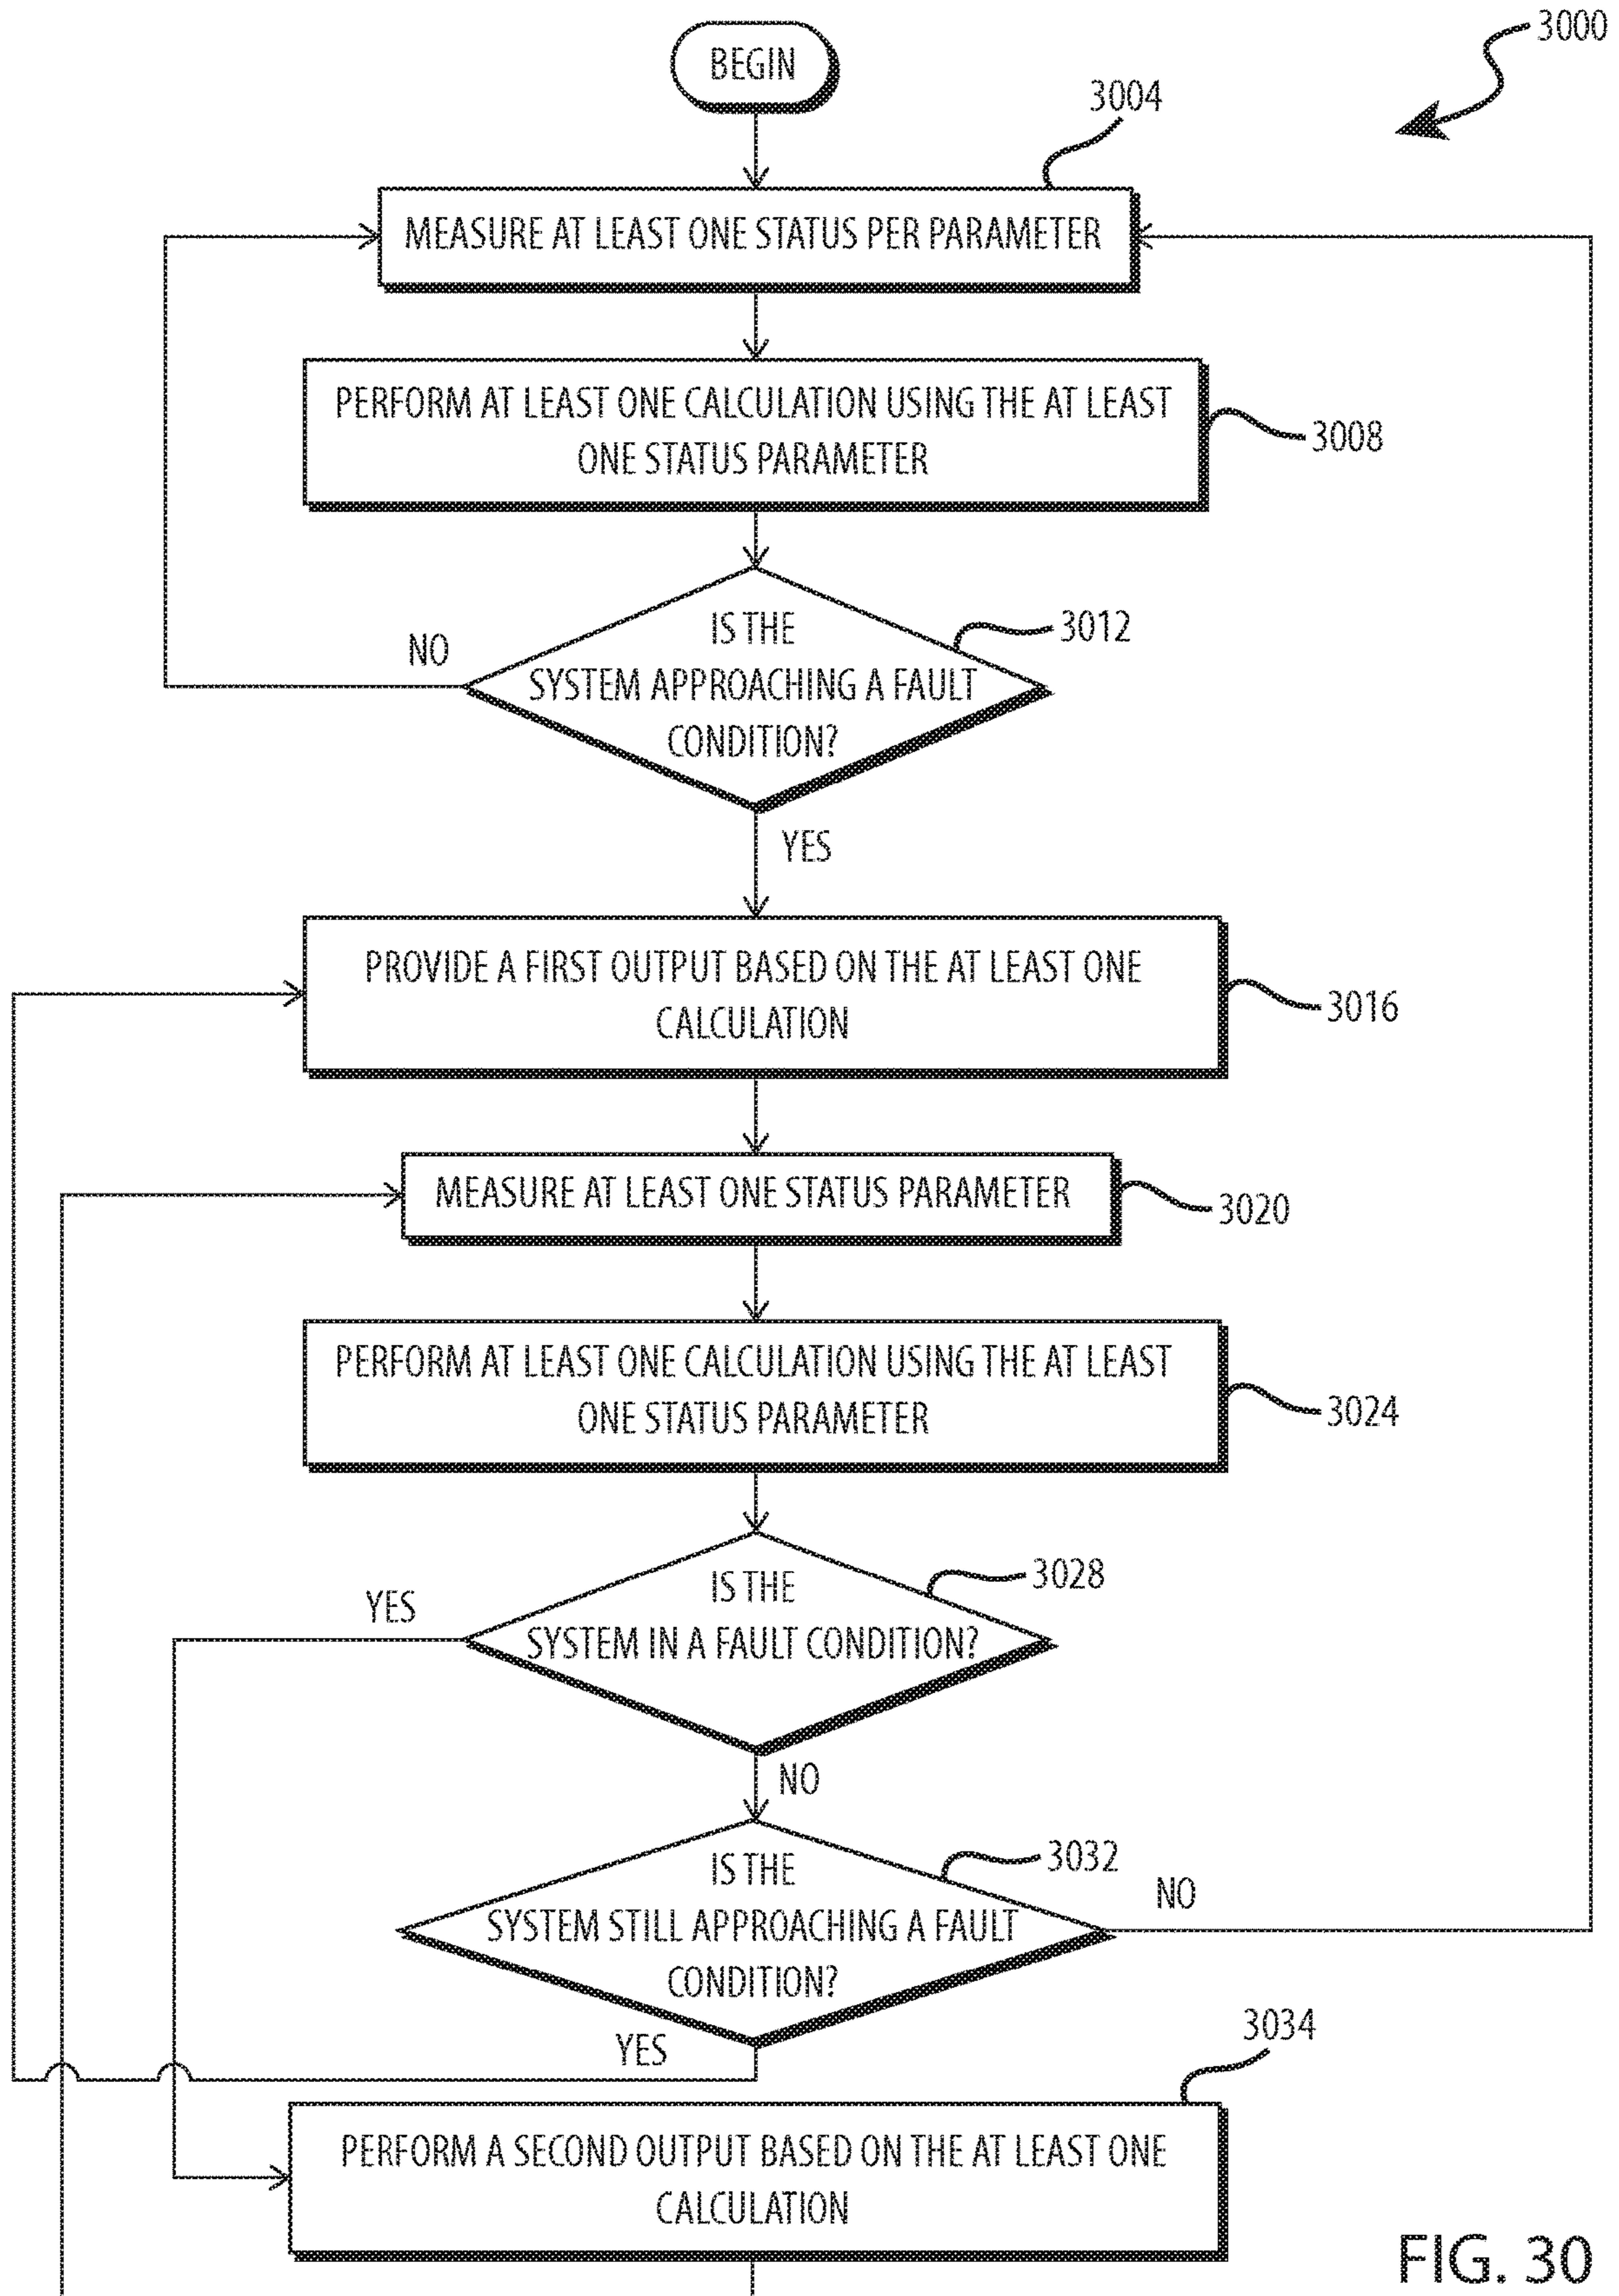 3000
BEGIN
3004
MEASURE AT LEAST ONE STATUS PER PARAMETER
PERFORM AT LEAST ONE CALCULATION USING THE AT LEAST
ONE STATUS PARAMETER
3008
IS THE
SYSTEM APPROACHING A FAULT
CONDITION?
3012
NO
YES
PROVIDE A FIRST OUTPUT BASED ON THE AT LEAST ONE
CALCULATION
3016
MEASURE AT LEAST ONE STATUS PARAMETER
3020
PERFORM AT LEAST ONE CALCULATION USING THE AT LEAST
ONE STATUS PARAMETER
3024
IS THE
SYSTEM IN A FAULT CONDITION?
3028
YES
NO
IS THE
SYSTEM STILL APPROACHING A FAULT
CONDITION?
3032
NO
YES
3034
PERFORM A SECOND OUTPUT BASED ON THE AT LEAST ONE
CALCULATION
FIG. 30